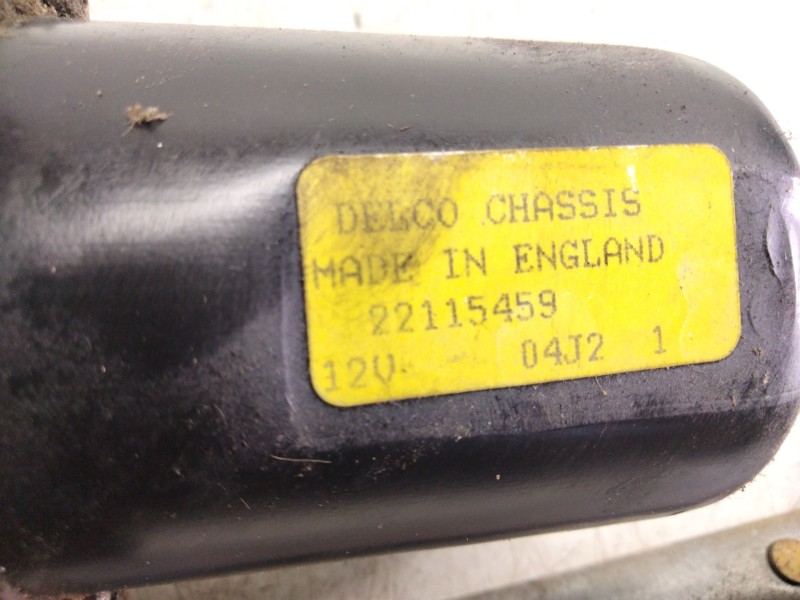 DELCO CHASSIS
MADE IN ENGLAND
22115459
12V 04J2 1